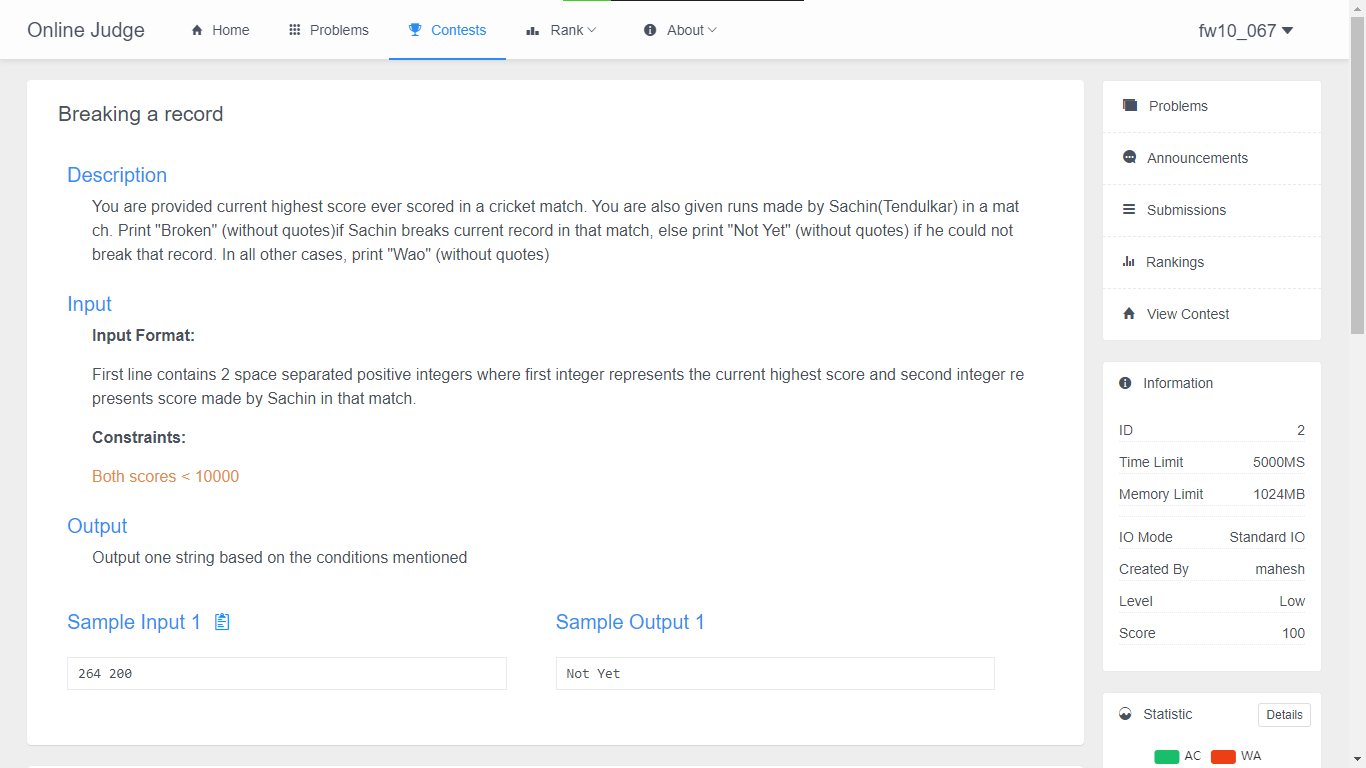 Online Judge
Home
Problems
Contests
Rank
About
fw10_067
Breaking a record
Description
You are provided current highest score ever scored in a cricket match. You are also given runs made by Sachin(Tendulkar) in a mat
ch. Print "Broken" (without quotes)if Sachin breaks current record in that match, else print "Not Yet" (without quotes) if he could not
break that record. In all other cases, print "Wao" (without quotes)
Input
Input Format:
First line contains 2 space separated positive integers where first integer represents the current highest score and second integer re
presents score made by Sachin in that match.
Constraints:
Both scores < 10000
Output
Output one string based on the conditions mentioned
Sample Input 1
264 200
Sample Output 1
Not Yet
Problems
Announcements
Submissions
Rankings
View Contest
Information
ID 2
Time Limit 5000MS
Memory Limit 1024MB
IO Mode Standard IO
Created By mahesh
Level Low
Score 100
Statistic Details
AC WA